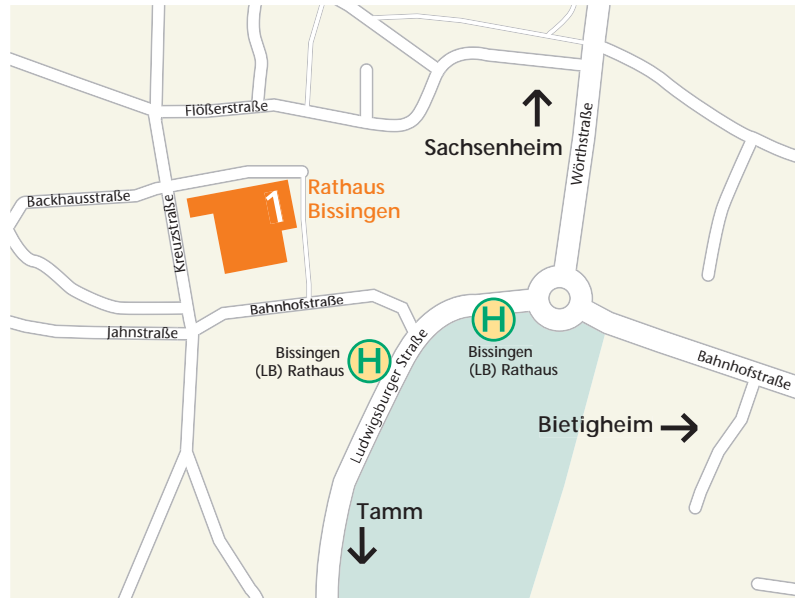 Flößerstraße
Sachsenheim
Wörthstraße
Backhausstraße
Kreuzstraße
1
Rathaus
Bissingen
Bahnhofstraße
Jahnstraße
H
Bissingen
(LB) Rathaus
H
Bissingen
(LB) Rathaus
Ludwigsburger Straße
Bahnhofstraße
Bietigheim
Tamm